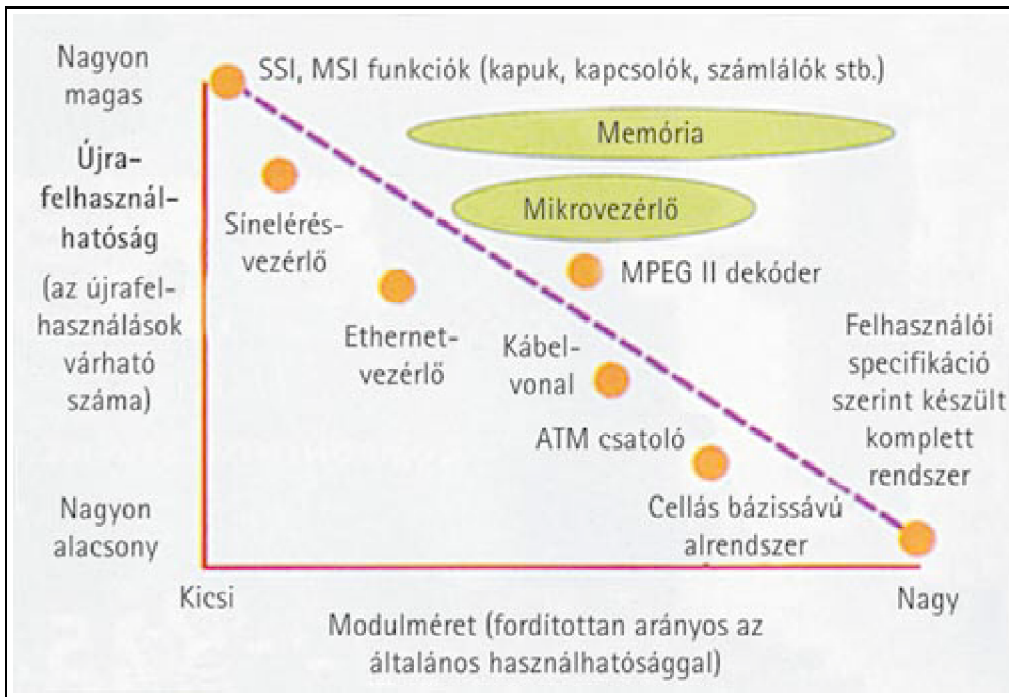 Nagyon
magas
Újra-
felhasznál-
hatóság
(az újrafel-
használások
várható
száma)
Nagyon
alacsony
SSI, MSI funkciók (kapuk, kapcsolók, számlálók stb.)
Memória
Mikrovezérlő
Sínelérés-
vezérlő
MPEG II dekóder
Ethernet-
vezérlő
Kábel-
vonal
ATM csatoló
Cellás bázissávú
alrendszer
Felhasználói
specifikáció
szerint készült
komplett
rendszer
Kicsi
Nagy
Modulméret (fordítottan arányos az
általános használhatósággal)